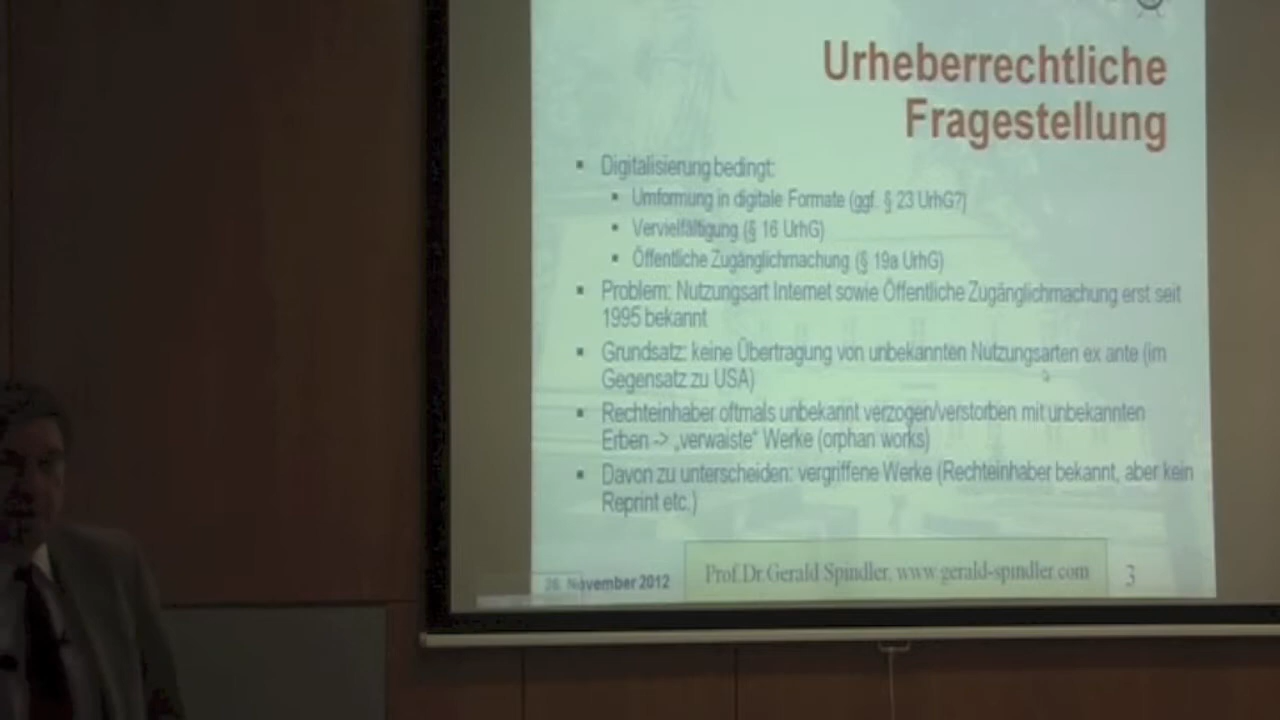 Urheberrechtliche
Fragestellung
▪ Digitalisierung bedingt:
▪ Umformung in digitale Formate (ggf. § 23 UrhG?)
▪ Vervielfältigung (§ 16 UrhG)
▪ Öffentliche Zugänglichmachung (§ 19a UrhG)
▪ Problem: Nutzungsart Internet sowie Öffentliche Zugänglichmachung erst seit
1995 bekannt
▪ Grundsatz: keine Übertragung von unbekannten Nutzungsarten ex ante (im
Gegensatz zu USA)
▪ Rechteinhaber oftmals unbekannt verzogen/verstorben mit unbekannten
Erben -> „verwaiste“ Werke (orphan works)
▪ Davon zu unterscheiden: vergriffene Werke (Rechteinhaber bekannt, aber kein
Reprint etc.)
November 2012
Prof.Dr.Gerald Spindler, www.gerald-spindler.com
3